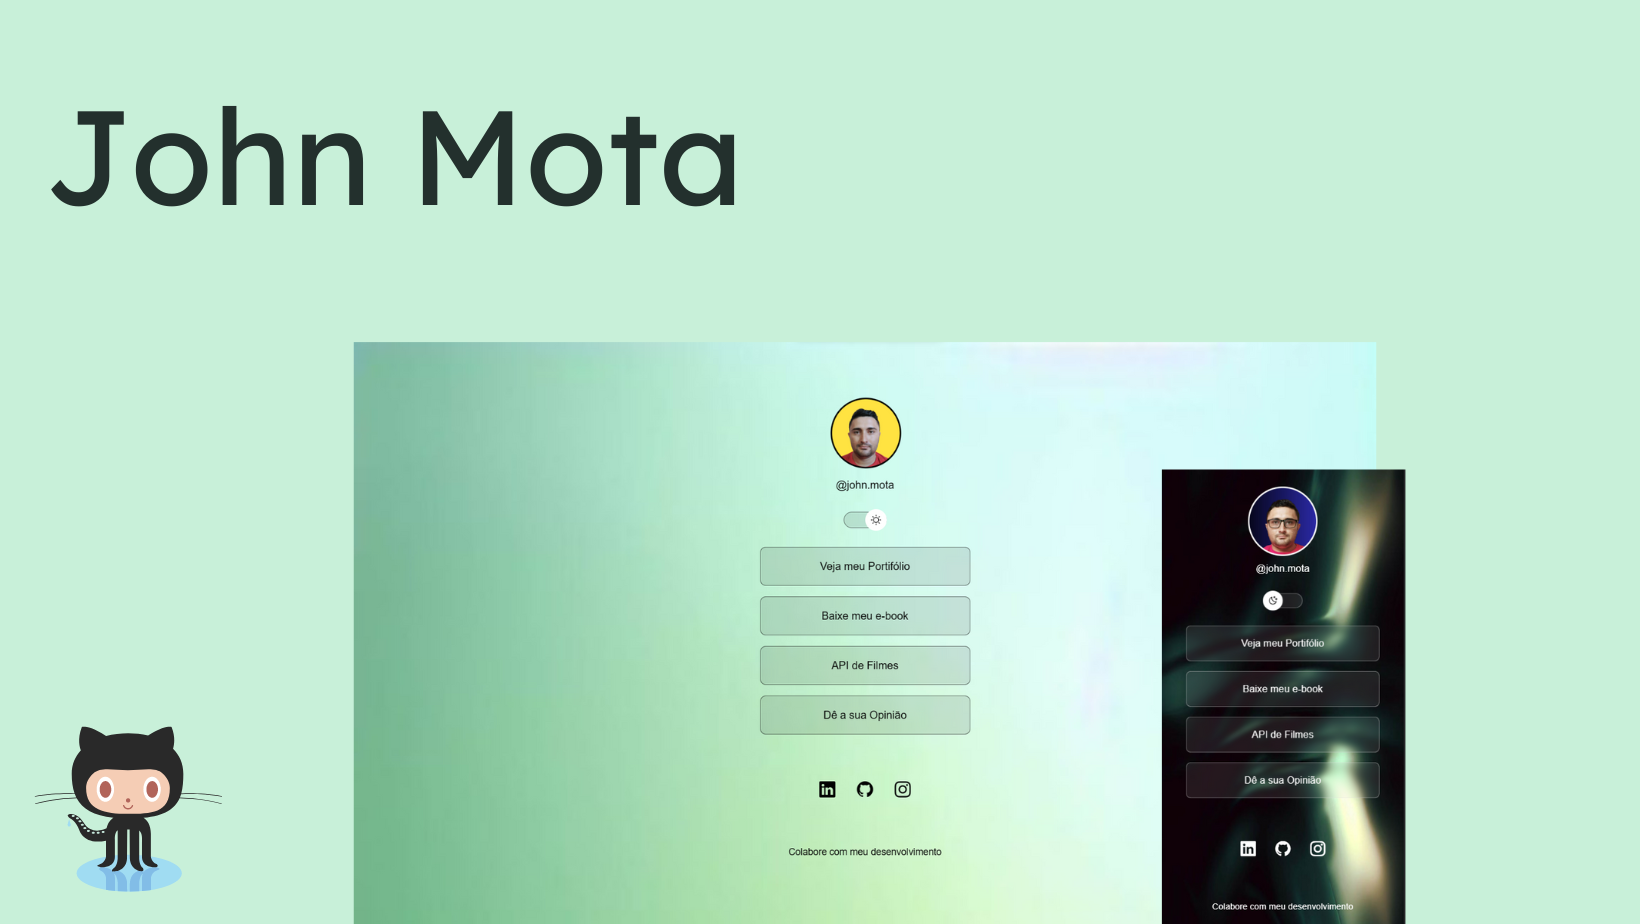 John Mota
@john.mota
Veja meu Portifólio
Baixe meu e-book
API de Filmes
Dê a sua Opinião
Colabore com meu desenvolvimento
@john.mota
Veja meu Portifólio
Baixe meu e-book
API de Filmes
Dê a sua Opinião
Colabore com meu desenvolvimento